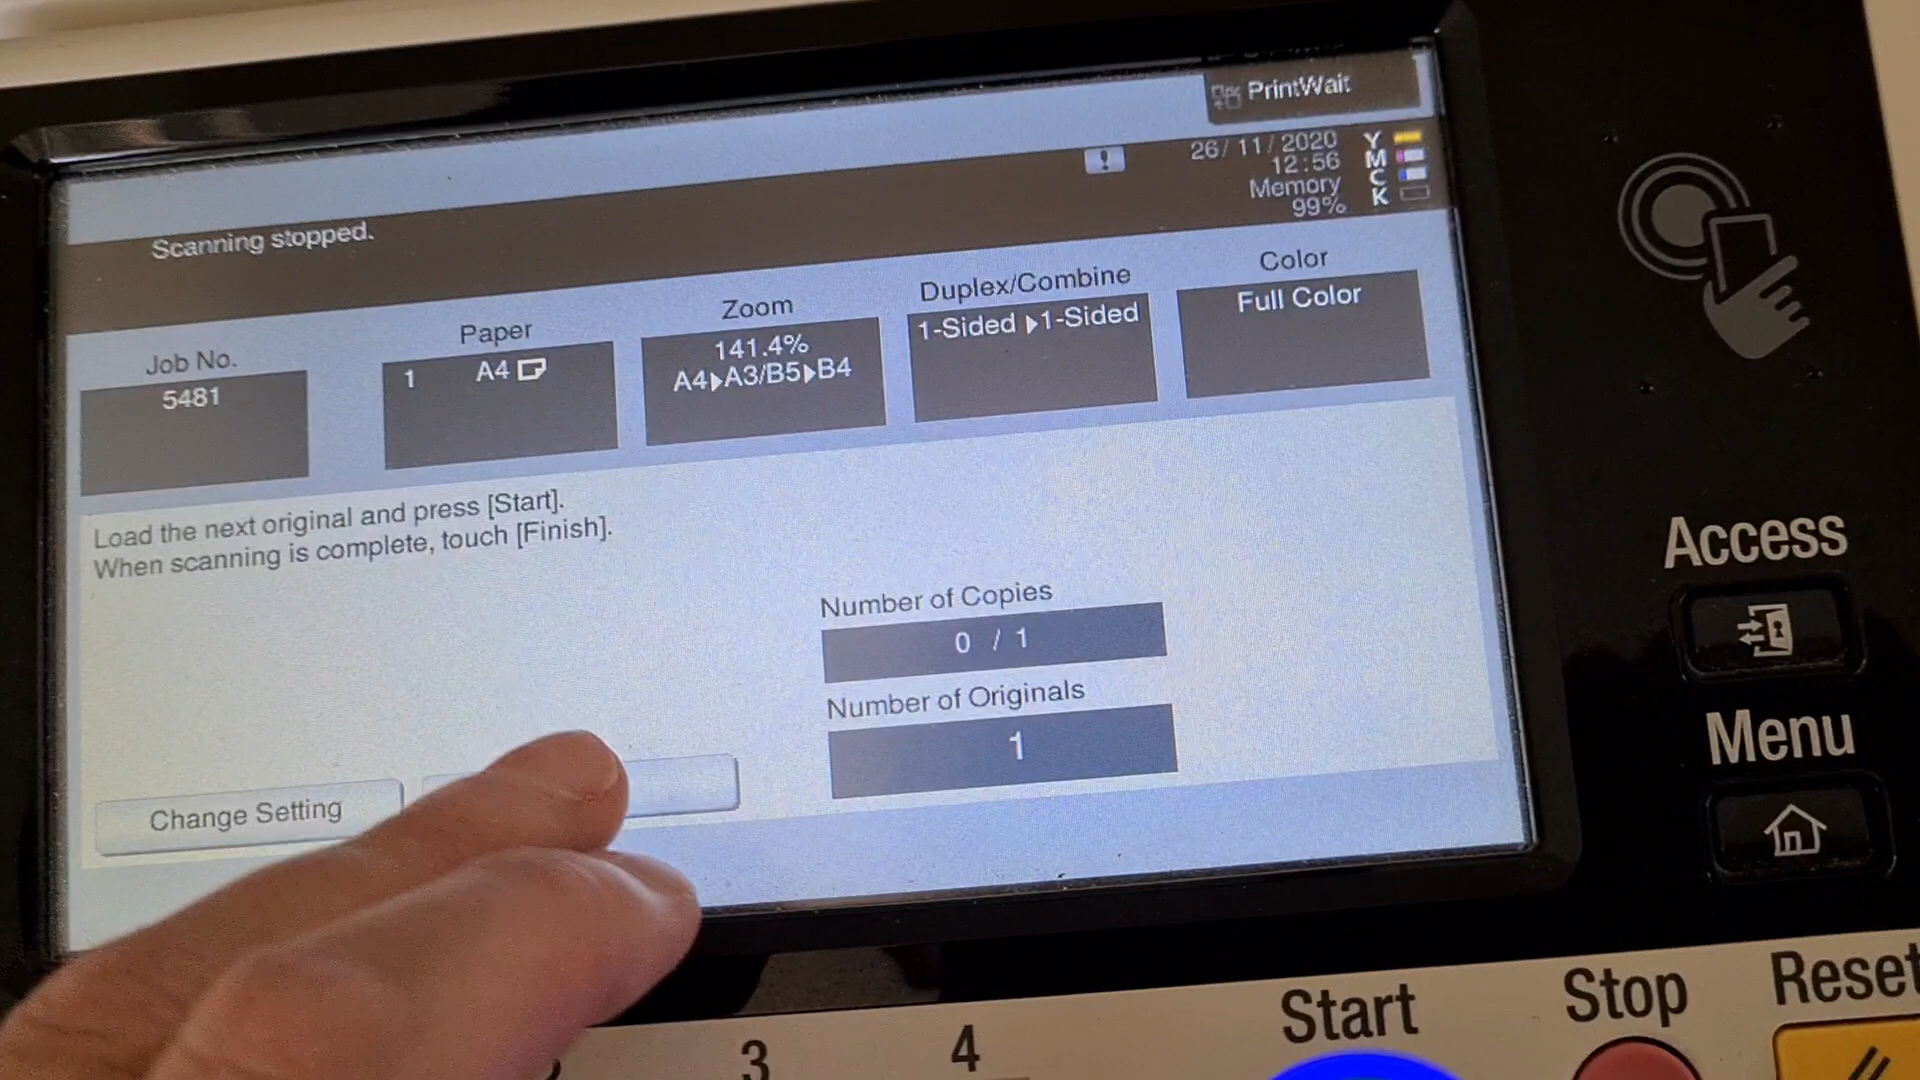 PrintWait
26/11/2020
12:56
Memory
99%
Y
M
C
K
!
Scanning stopped.
Job No.
5481
Paper
1 A4
Zoom
141.4%
A4▶A3/B5▶B4
Duplex/Combine
1-Sided ▶1-Sided
Color
Full Color
Load the next original and press [Start].
When scanning is complete, touch [Finish].
Number of Copies
0 / 1
Number of Originals
1
Change Setting
Access
Menu
3
4
Start
Stop
Reset